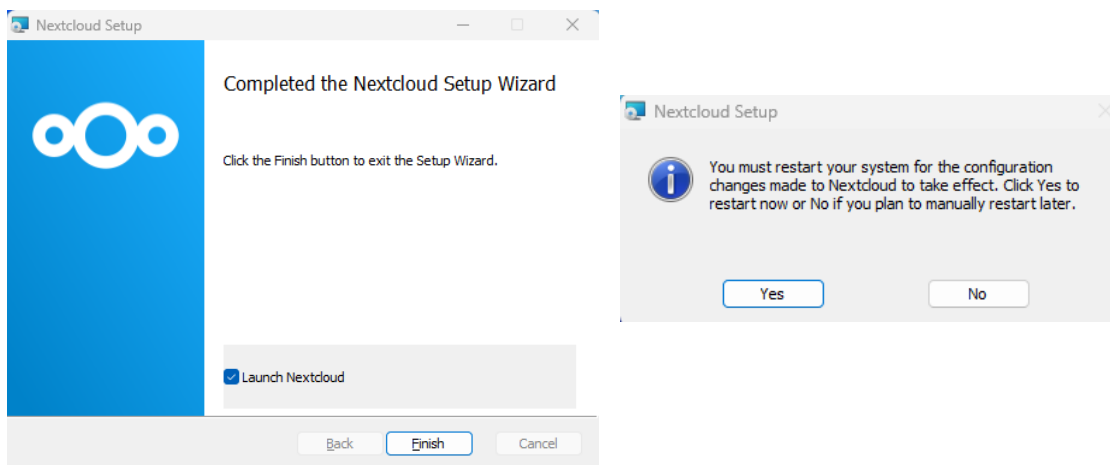 Nextcloud Setup
Completed the Nextcloud Setup Wizard
Click the Finish button to exit the Setup Wizard.
Launch Nextcloud
Back
Finish
Cancel
Nextcloud Setup
You must restart your system for the configuration
changes made to Nextcloud to take effect. Click Yes to
restart now or No if you plan to manually restart later.
Yes
No